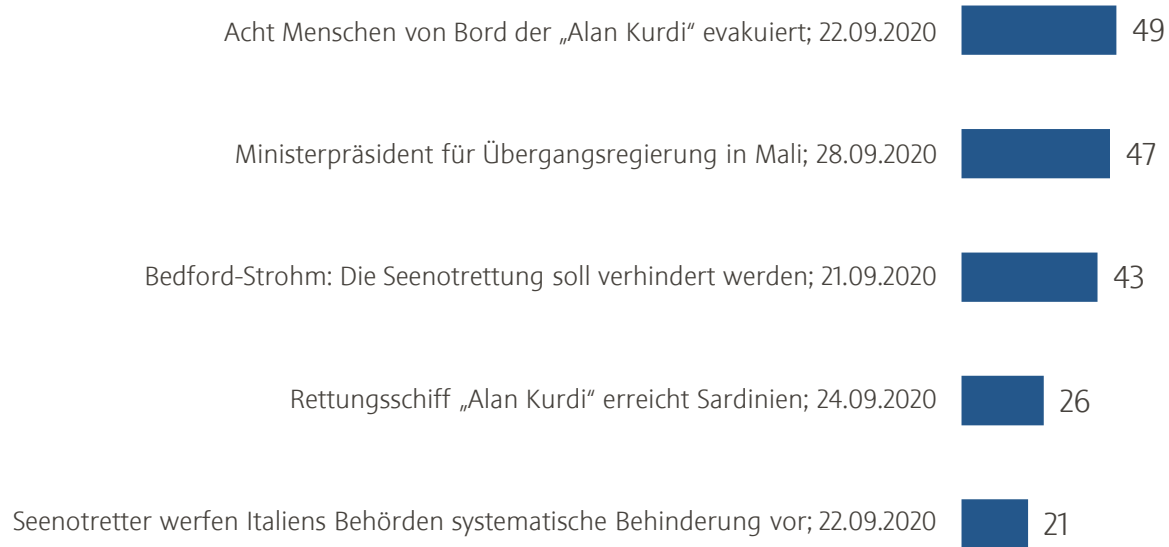 Acht Menschen von Bord der „Alan Kurdi“ evakuiert; 22.09.2020 49
Ministerpräsident für Übergangsregierung in Mali; 28.09.2020 47
Bedford-Strohm: Die Seenotrettung soll verhindert werden; 21.09.2020 43
Rettungsschiff „Alan Kurdi“ erreicht Sardinien; 24.09.2020 26
Seenotretter werfen Italiens Behörden systematische Behinderung vor; 22.09.2020 21